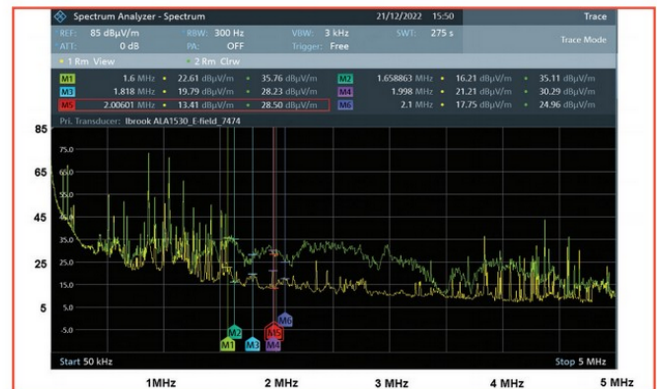 Spectrum Analyzer - Spectrum 21/12/2022 15:50 Trace
REF: 85 dBµV/m RBW: 300 Hz VBW: 3 kHz SWT: 275 s
ATT: 0 dB PA: OFF Trigger: Free Trace Mode
1 Rm View 2 Rm Clrw
M1 1.6 MHz 22.61 dBµV/m 35.76 dBµV/m M2 1.658863 MHz 16.21 dBµV/m 35.11 dBµV/m
M3 1.818 MHz 19.79 dBµV/m 28.23 dBµV/m M4 1.998 MHz 21.21 dBµV/m 30.29 dBµV/m
M5 2.00601 MHz 13.41 dBµV/m 28.50 dBµV/m M6 2.1 MHz 17.75 dBµV/m 24.96 dBµV/m
Pri. Transducer: lbrook ALA1530_E-field_7474
85
75.0
65
45
35.0
25
15.0
5
-5.0
M6
M2 M5
M1 M3 M4
Start 50 kHz Stop 5 MHz
1MHz 2 MHz 3 MHz 4 MHz 5 MHz